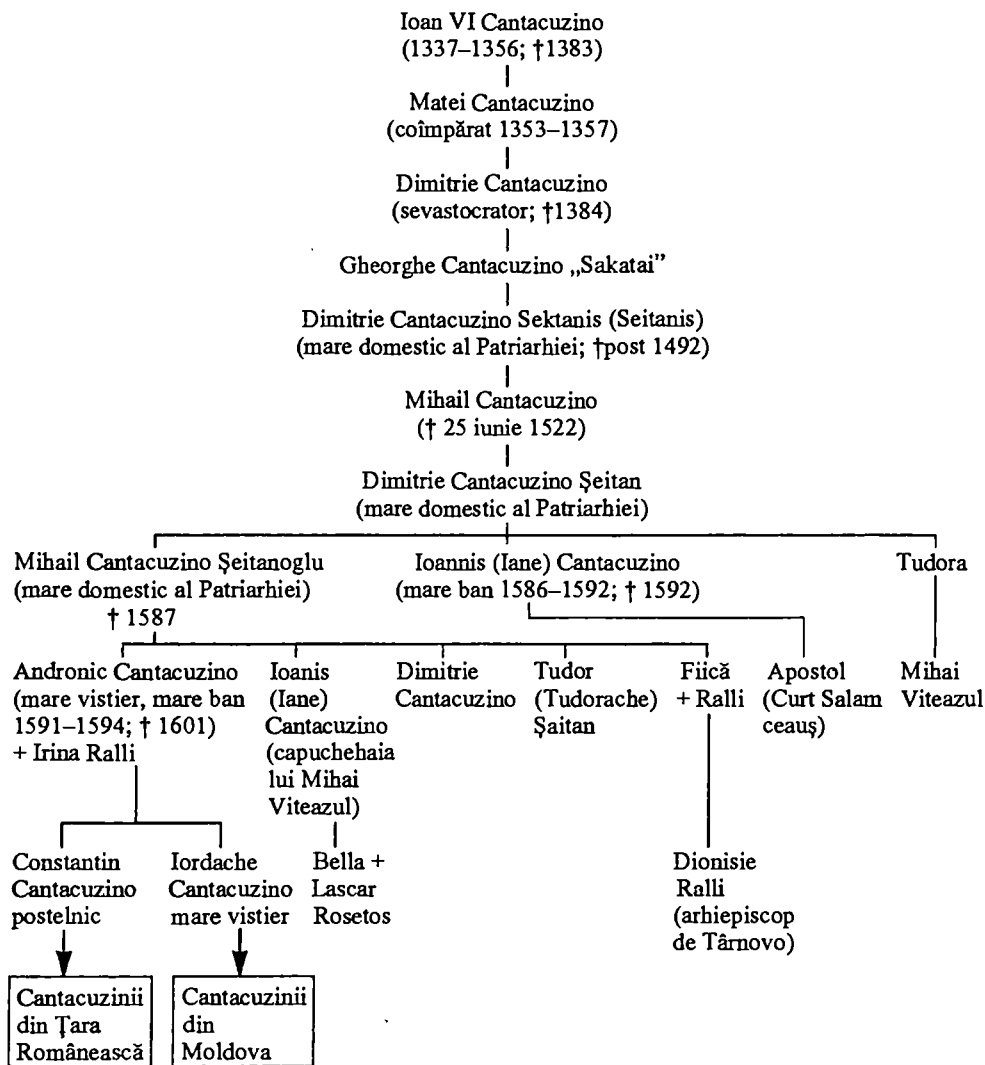 Ioan VI Cantacuzino
(1337–1356; †1383)
Matei Cantacuzino
(coîmpărat 1353–1357)
Dimitrie Cantacuzino
(sevastocrator; †1384)
Gheorghe Cantacuzino „Sakatai”
Dimitrie Cantacuzino Sektanis (Seitanis)
(mare domestic al Patriarhiei; †post 1492)
Mihail Cantacuzino
(† 25 iunie 1522)
Dimitrie Cantacuzino Şeitan
(mare domestic al Patriarhiei)
Mihail Cantacuzino Şeitanoglu
(mare domestic al Patriarhiei)
† 1587
Ioannis (Iane) Cantacuzino
(mare ban 1586–1592; † 1592)
Tudora
Andronic Cantacuzino
(mare vistier, mare ban
1591–1594; † 1601)
+ Irina Ralli
Ioanis
(Iane)
Cantacuzino
(capuchehaia
lui Mihai
Viteazul)
Dimitrie
Cantacuzino
Tudor
(Tudorache)
Şaitan
Fiică
+ Ralli
Apostol
(Curt Salam
ceauş)
Mihai
Viteazul
Constantin
Cantacuzino
postelnic
Iordache
Cantacuzino
mare vistier
Bella +
Lascar
Rosetos
Dionisie
Ralli
(arhiepiscop
de Târnovo)
Cantacuzinii
din Ţara
Românească
Cantacuzinii
din
Moldova